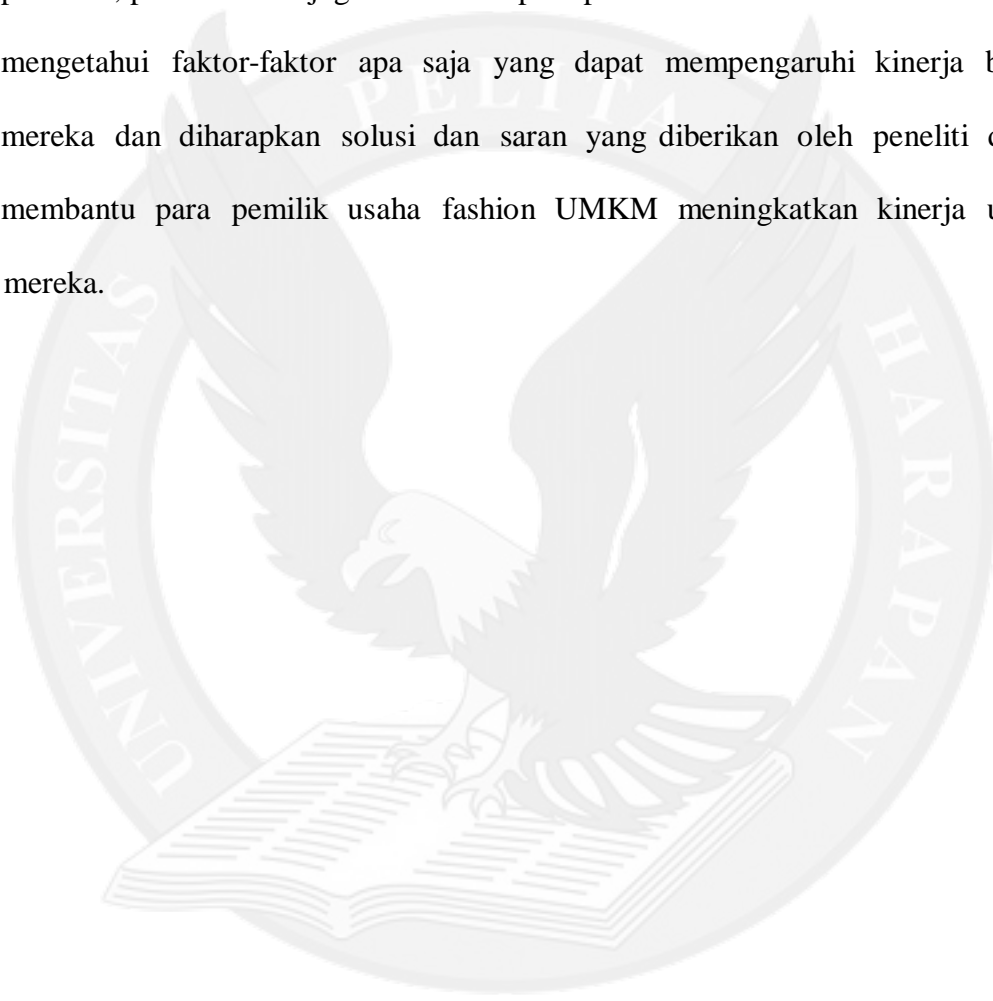 mengetahui faktor-faktor apa saja yang dapat mempengaruhi kinerja
mereka dan diharapkan solusi dan saran yang diberikan oleh peneliti
membantu para pemilik usaha fashion UMKM meningkatkan kinerja
mereka.
UNIVERSITAS PELITA HARAPAN